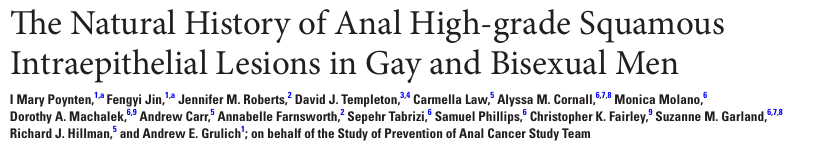 The Natural History of Anal High-grade Squamous
Intraepithelial Lesions in Gay and Bisexual Men
I Mary Poynten,1,a Fengyi Jin,1,a Jennifer M. Roberts,2 David J. Templeton,3,4 Carmella Law,5 Alyssa M. Cornall,6,7,8 Monica Molano,6
Dorothy A. Machalek,6,9 Andrew Carr,5 Annabelle Farnsworth,2 Sepehr Tabrizi,6 Samuel Phillips,6 Christopher K. Fairley,9 Suzanne M. Garland,6,7,8
Richard J. Hillman,5 and Andrew E. Grulich1; on behalf of the Study of Prevention of Anal Cancer Study Team